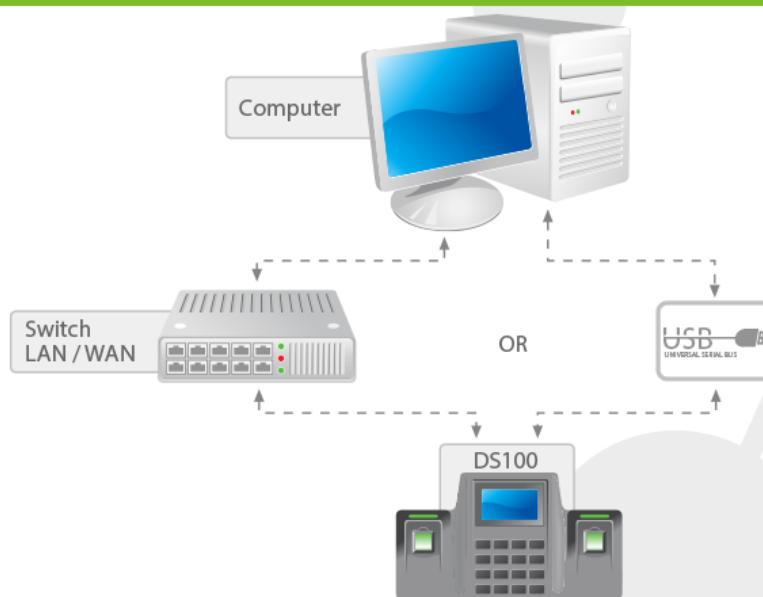 Computer
Switch
LAN / WAN
OR
USB
UNIVERSAL SERIAL BUS
DS100